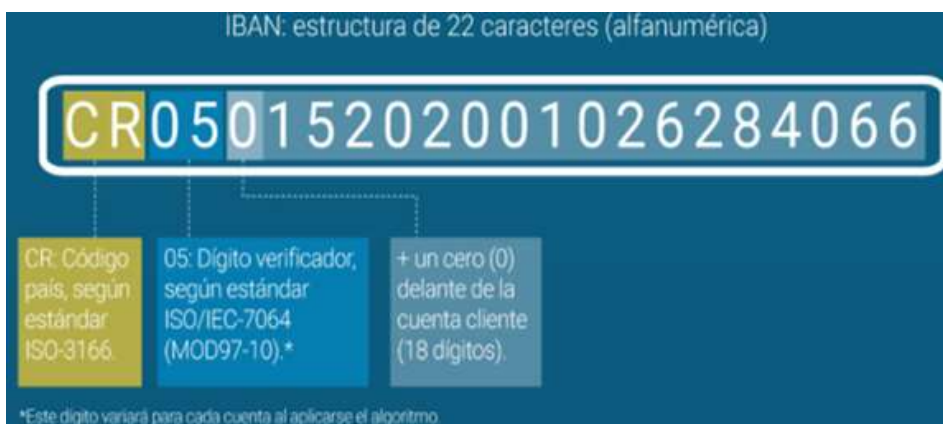 IBAN: estructura de 22 caracteres (alfanumérica)
CR05015202001026284066
CR: Código
país, según
estándar
ISO-3166.
05: Dígito verificador,
según estándar
ISO/IEC-7064
(MOD97-10).*
+ un cero (0)
delante de la
cuenta cliente
(18 dígitos).
*Este dígito variará para cada cuenta al aplicarse el algoritmo